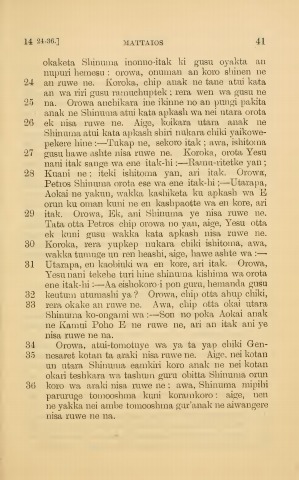 14 24-36.] MATTAIOS 41
okaketa Shinuma inonno-itak ki gusu oyakta an
nupuri hemesu: orowa, onuman an koro shinen ne
24 an ruwe ne. Koroka, chip anak ne tane atui kata
an wa riri gusu runuchuptek; rera wen wa gusu ne
25 na. Orowa anchikara ine ikinne no an pungi pakita
anak ne Shinuma atui kata apkash wa nei utara orota
26 ek nisa ruwe ne. Aige, koikara utara anak ne
Shinuma atui kata apkash shiri nukara chiki yaikowe-
pekere hine:—Tukap ne, sekoro itak; awa, ishitoma
27 gusu hawe ashte nisa ruwe ne. Koroka, orota Yesu
nani itak sange wa ene itak-hi:—Ramu-ritetke yan;
28 Kuani ne; iteki ishitoma yan, ari itak. Orowa,
Petros Shinuma orota ese wa ene itak-hi:—Utarapa,
Aokai ne yakun, wakka kashiketa ku apkash wa E
orun ku oman kuni ne en kashpaotte wa en kore, ari
29 itak. Orowa, Ek, ani Shinuma ye nisa ruwe ne.
Tata otta Petros chip orowa no yan, aige, Yesu otta
ek kuni gusu wakka kata apkash nisa ruwe ne.
30 Koroka, rera yupkep nukara chiki ishitoma, awa,
wakka tumuge un ren heashi, aige, hawe ashte wa:—
31 Utarapa, en kaobiuki wa en kore, ari itak. Orowa,
Yesu nani tekehe turi hine shinuma kishima wa orota
ene itak-hi:—Aa eishokoro-i pon guru, hemanda gusu
32 keutum utumashi ya? Orowa, chip otta ahup chiki,
33 rera okake an ruwe ne. Awa, chip otta okai utara
Shinuma ko-ongami wa:—Son no poka Aokai anak
ne Kamui Poho E ne ruwe ne, ari an itak ani ye
nisa ruwe ne na.
34 Orowa, atui-tomotuye wa ya ta yap chiki Gen-
35 nesaret kotan ta araki nisa ruwe ne. Aige, nei kotan
un utara Shinuma eamkiri koro anak ne nei kotan
okari teshkara wa tashum guru obitta Shinuma orun
36 koro wa araki nisa ruwe ne: awa, Shinuma mipihi
paruruge tomooshma kuni koramkoro: aige, nen
ne yakka nei ambe tomooshma gur'anak ne aiwangere
nisa ruwe ne na.